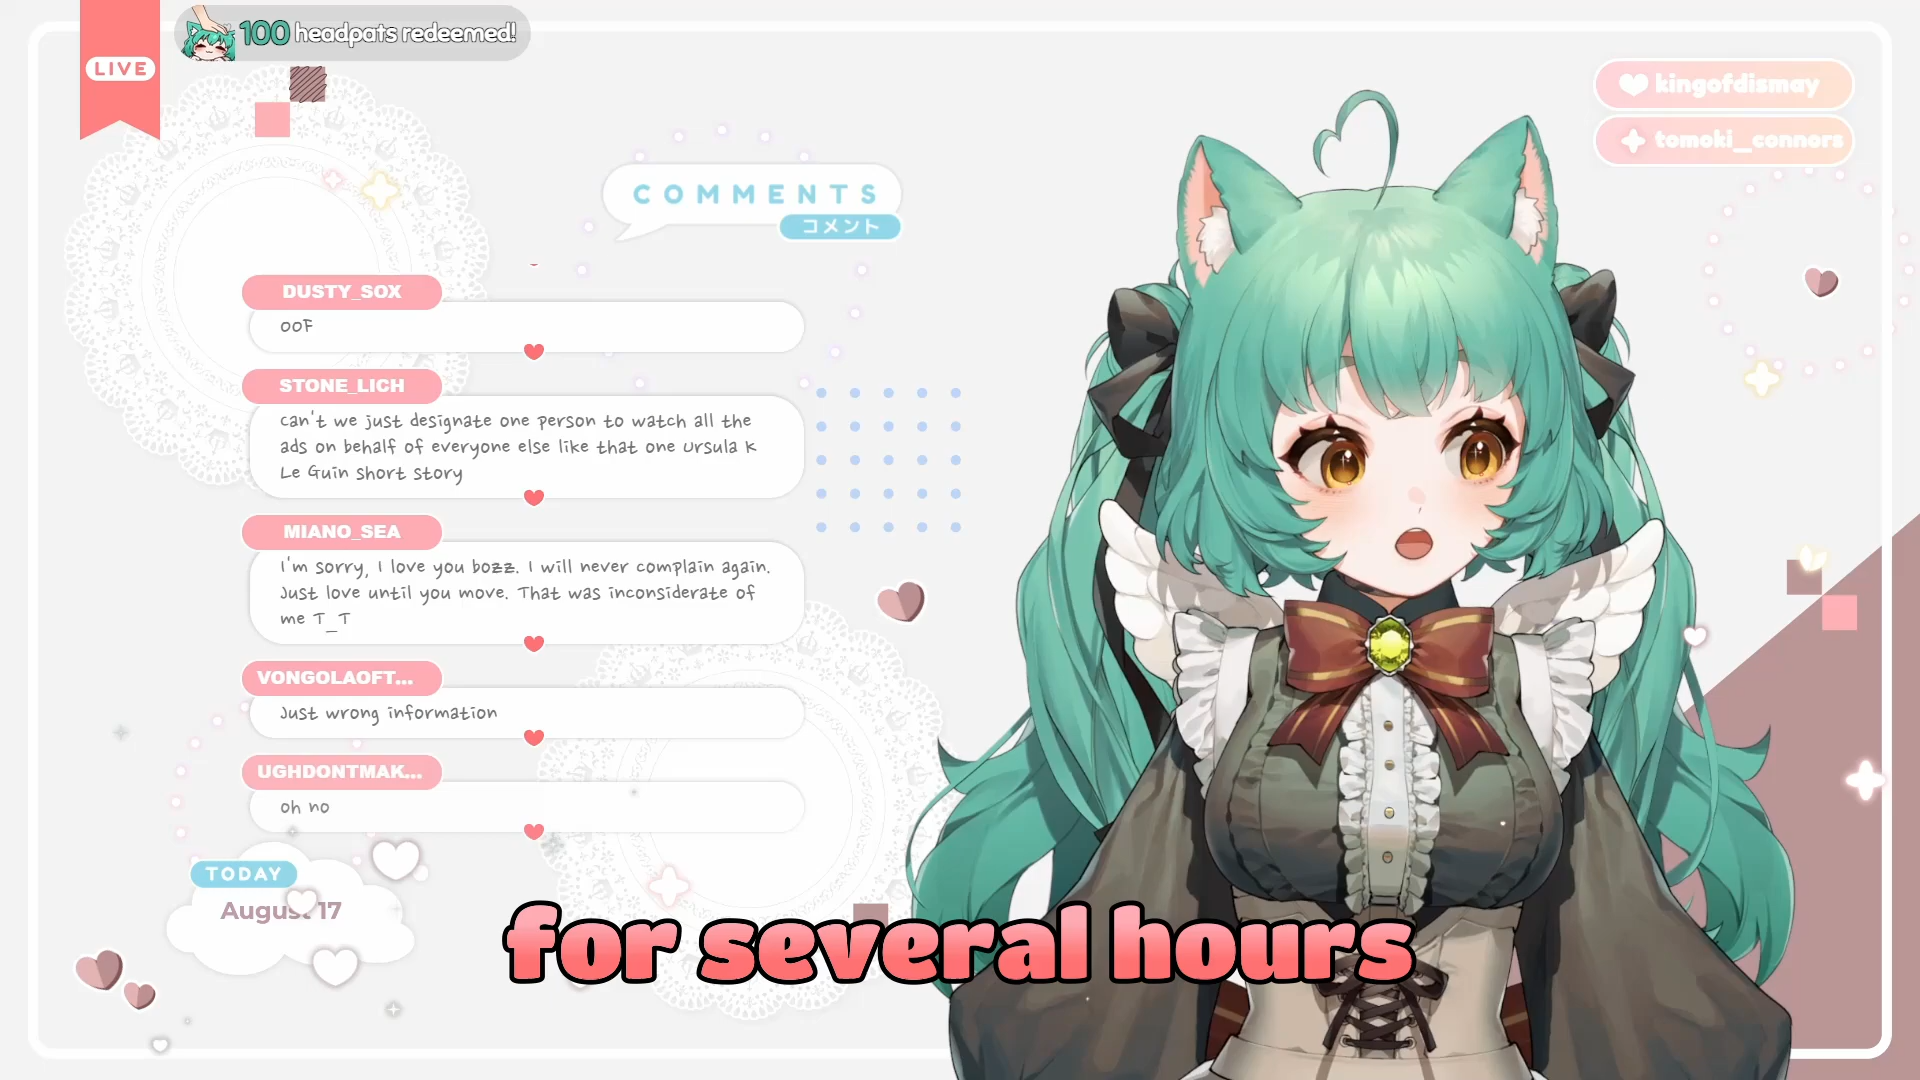 LIVE
100 headpats redeemed!
kingofdismay
tomoki_connors
COMMENTS
コメント
DUSTY_SOX
OOF
STONE_LICH
can't we just designate one person to watch all the
ads on behalf of everyone else like that one Ursula K
Le Guin short story
MIANO_SEA
I'm sorry, I love you bozz. I will never complain again.
Just love until you move. That was inconsiderate of
me T_T
VONGOLAOFT...
Just wrong information
UGHDONTMAK...
oh no
TODAY
August 17
for several hours